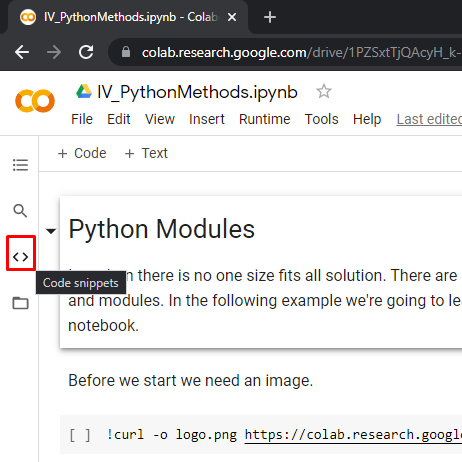 IV_PythonMethods.ipynb - Colab
colab.research.google.com/drive/1PZSxtTjQAcyH_k-
IV_PythonMethods.ipynb
File Edit View Insert Runtime Tools Help Last edited
+ Code + Text
Python Modules
there is no one size fits all solution. There are
Code snippets
and modules. In the following example we're going to le
notebook.
Before we start we need an image.
[ ] !curl -o logo.png https://colab.research.googl